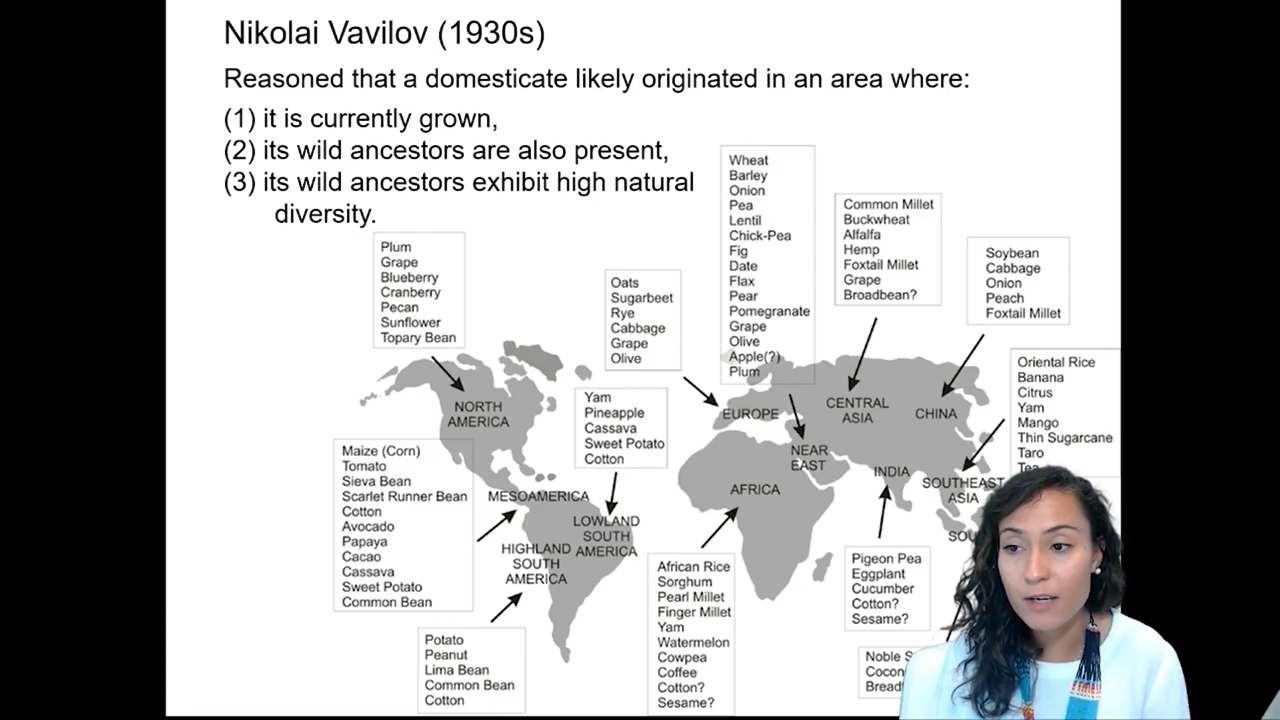 Nikolai Vavilov (1930s)
Reasoned that a domesticate likely originated in an area where:
(1) it is currently grown,
(2) its wild ancestors are also present,
(3) its wild ancestors exhibit high natural
diversity.
Plum
Grape
Blueberry
Cranberry
Pecan
Sunflower
Topary Bean
NORTH
AMERICA
Oats
Sugarbeet
Rye
Cabbage
Grape
Olive
EUROPE
Wheat
Barley
Onion
Pea
Lentil
Chick-Pea
Fig
Date
Flax
Pear
Pomegranate
Grape
Olive
Apple(?)
Plum
NEAR
EAST
Common Millet
Buckwheat
Alfalfa
Hemp
Foxtail Millet
Grape
Broadbean?
CENTRAL
ASIA
Soybean
Cabbage
Onion
Peach
Foxtail Millet
CHINA
Oriental Rice
Banana
Citrus
Yam
Mango
Thin Sugarcane
Taro
Tea
SOUTHEAST
ASIA
Yam
Pineapple
Cassava
Sweet Potato
Cotton
LOWLAND
SOUTH
AMERICA
Maize (Corn)
Tomato
Sieva Bean
Scarlet Runner Bean
Cotton
Avocado
Papaya
Cacao
Cassava
Sweet Potato
Common Bean
MESOAMERICA
HIGHLAND
SOUTH
AMERICA
Potato
Peanut
Lima Bean
Common Bean
Cotton
AFRICA
African Rice
Sorghum
Pearl Millet
Finger Millet
Yam
Watermelon
Cowpea
Coffee
Cotton?
Sesame?
INDIA
Pigeon Pea
Eggplant
Cucumber
Cotton?
Sesame?
SOU
Noble S
Cocon
Bread